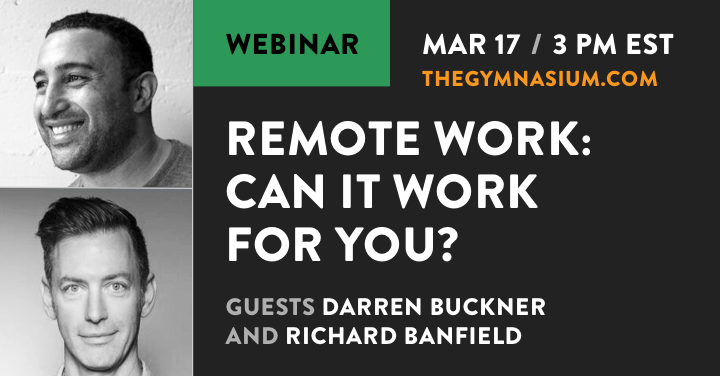 WEBINAR
MAR 17 / 3 PM EST
THEGYMNASIUM.COM
REMOTE WORK:
CAN IT WORK
FOR YOU?
GUESTS DARREN BUCKNER
AND RICHARD BANFIELD